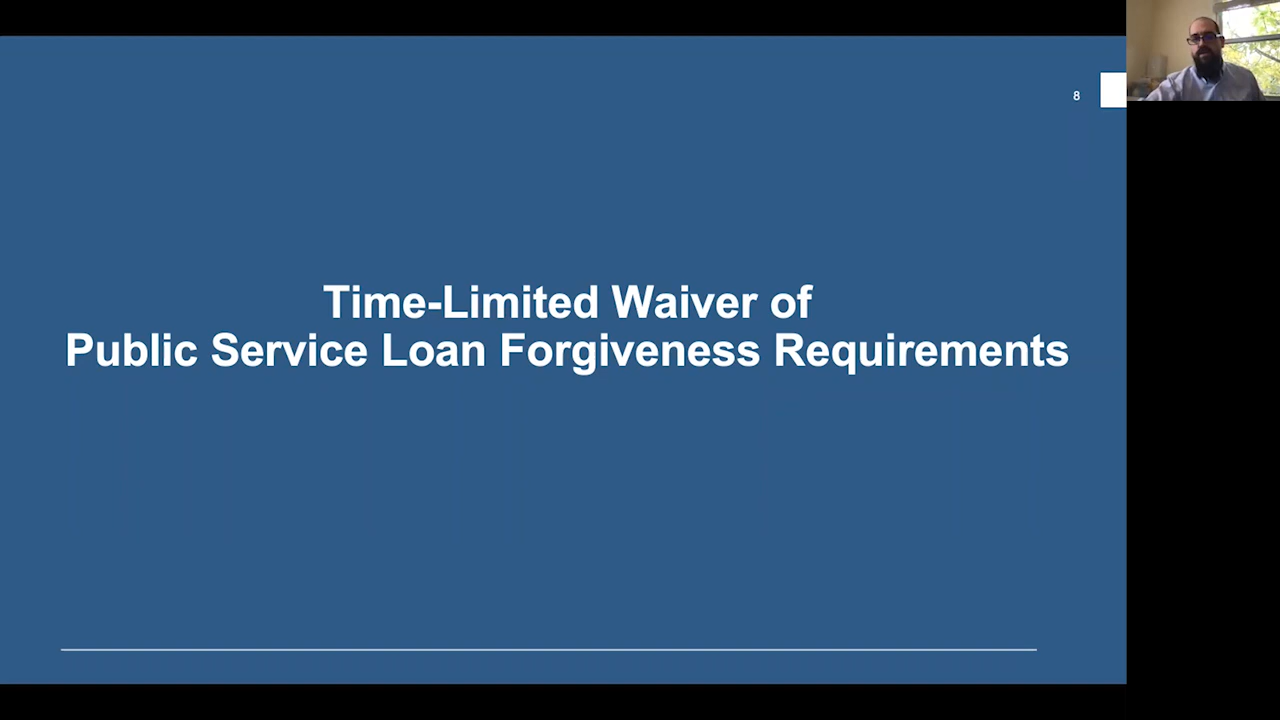 8
Time-Limited Waiver of
Public Service Loan Forgiveness Requirements